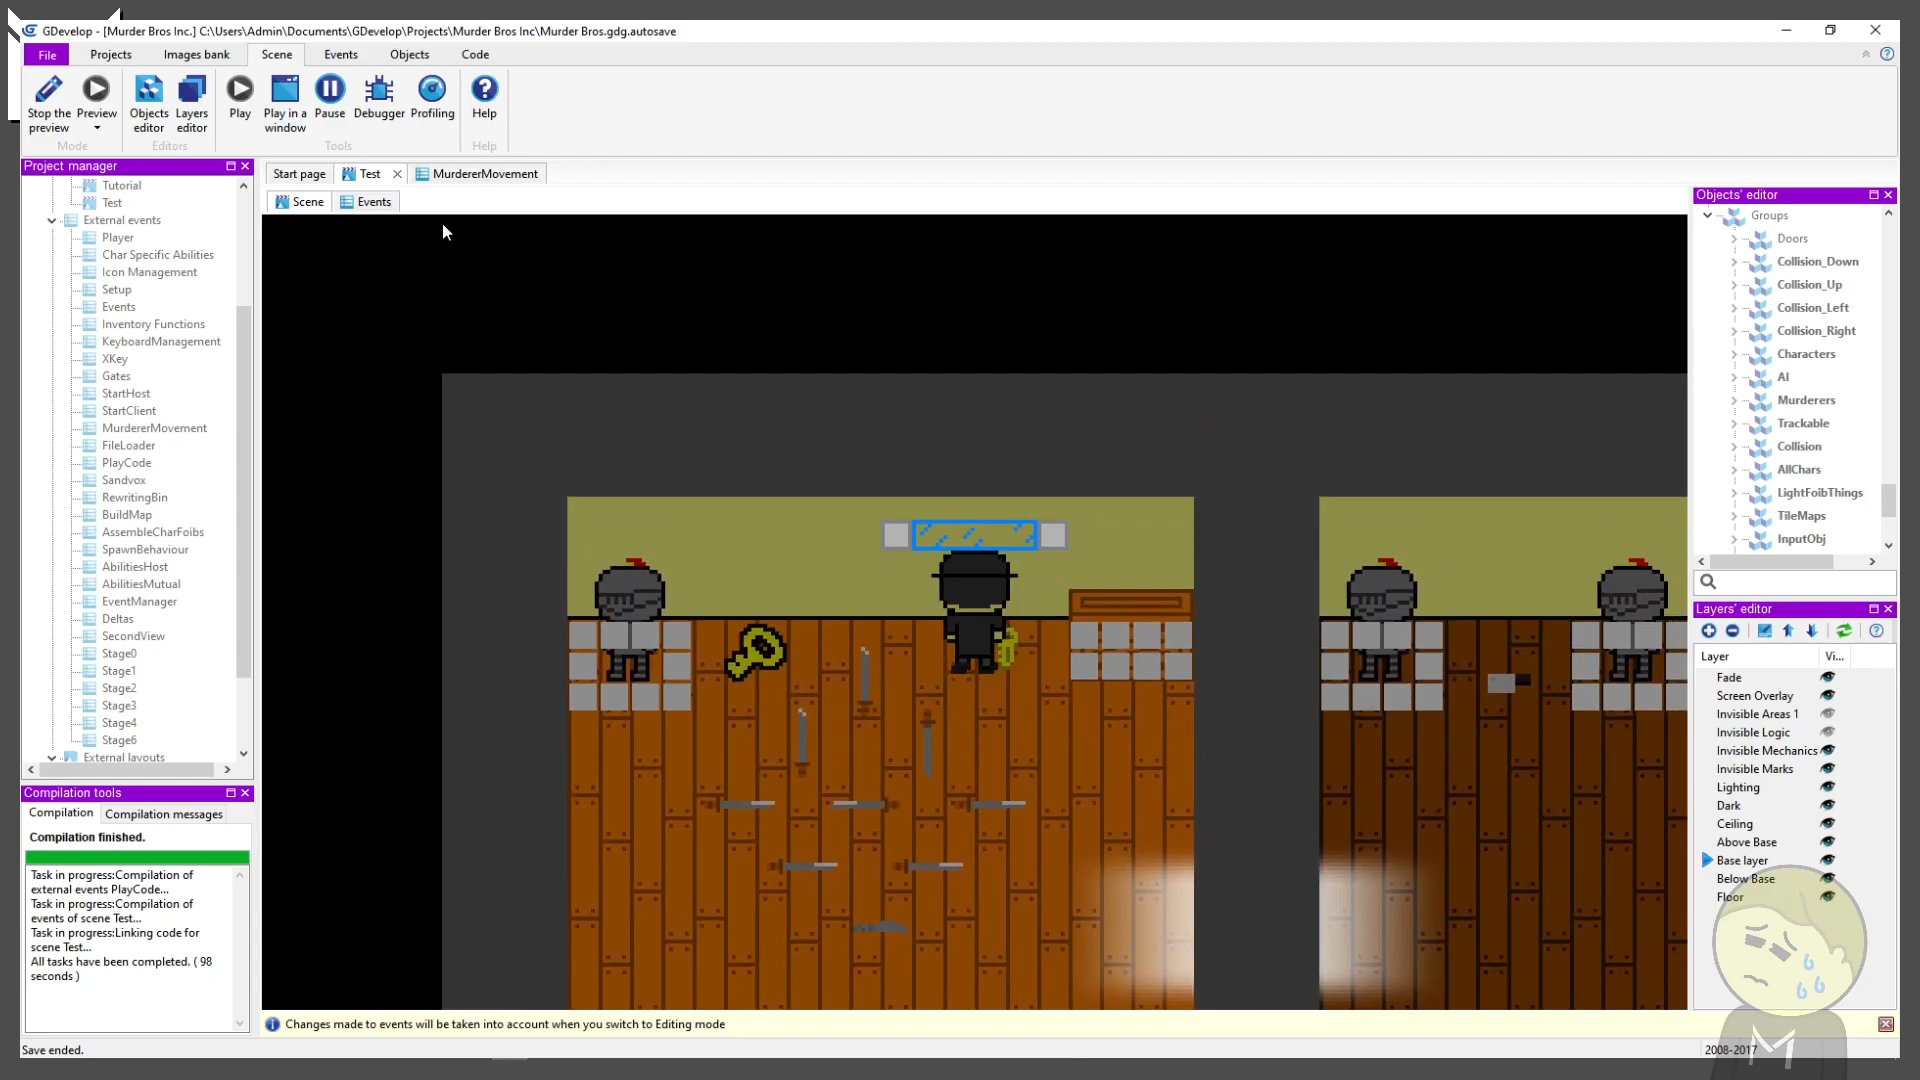 GDevelop - [Murder Bros Inc.] C:\Users\Admin\Documents\GDevelop\Projects\Murder Bros Inc\Murder Bros.gdg.autosave
File Projects Images bank Scene Events Objects Code
Stop the preview
Preview
Objects editor
Layers editor
Play
Play in a window
Pause
Debugger
Profiling
Help
Mode Editors Tools Help
Project manager
Tutorial
Test
External events
Player
Char Specific Abilities
Icon Management
Setup
Events
Inventory Functions
KeyboardManagement
XKey
Gates
StartHost
StartClient
MurdererMovement
FileLoader
PlayCode
Sandvox
RewritingBin
BuildMap
AssembleCharFoibs
SpawnBehaviour
AbilitiesHost
AbilitiesMutual
EventManager
Deltas
SecondView
Stage0
Stage1
Stage2
Stage3
Stage4
Stage6
External layouts
Compilation tools
Compilation Compilation messages
Compilation finished.
Task in progress:Compilation of
external events PlayCode...
Task in progress:Compilation of
events of scene Test...
Task in progress:Linking code for
scene Test...
All tasks have been completed. ( 98
seconds )
Save ended.
Start page Test MurdererMovement
Scene Events
Changes made to events will be taken into account when you switch to Editing mode
Objects' editor
Groups
Doors
Collision_Down
Collision_Up
Collision_Left
Collision_Right
Characters
AI
Murderers
Trackable
Collision
AllChars
LightFoibThings
TileMaps
InputObj
Layers' editor
Layer Vi...
Fade
Screen Overlay
Invisible Areas 1
Invisible Logic
Invisible Mechanics
Invisible Marks
Lighting
Dark
Ceiling
Above Base
Base layer
Below Base
Floor
2008-2017